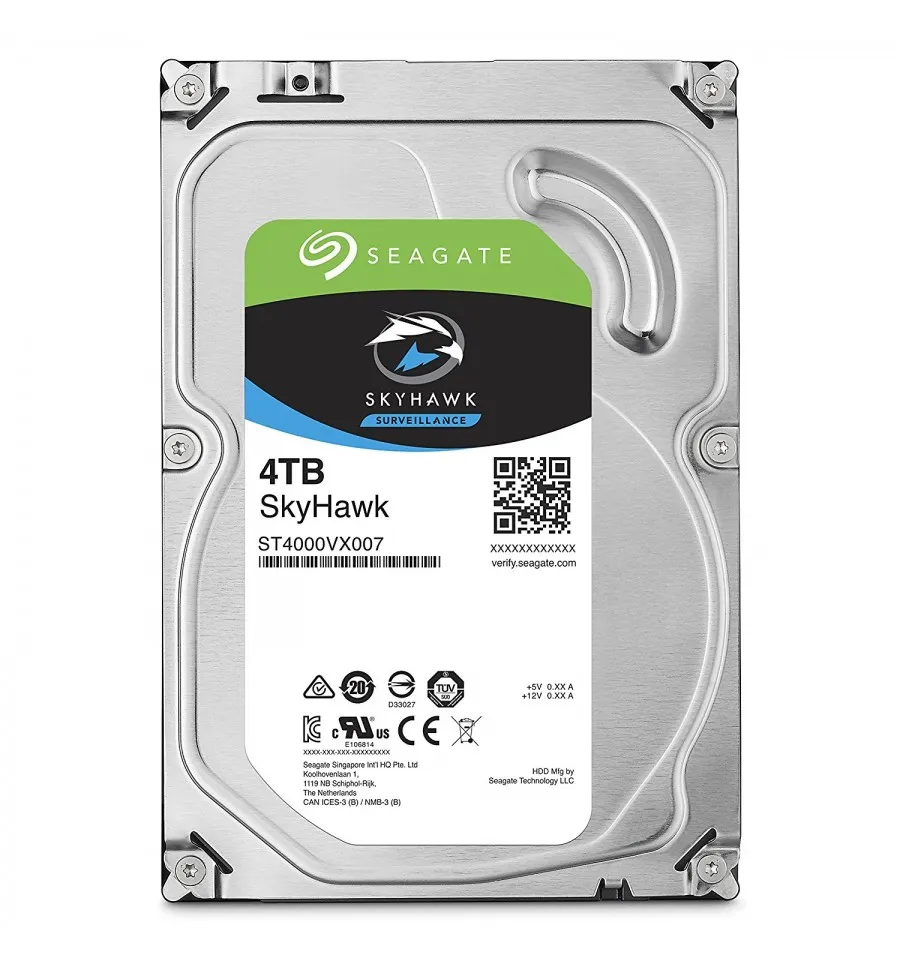 SEAGATE
SKYHAWK
SURVEILLANCE
4TB
SkyHawk
ST4000VX007
XXXXXXXXXXXX
verify.seagate.com
20
D33027
TÜV
SÜD
+5V 0.XX A
+12V 0.XX A
c RU® US
E106814
CE
XXXX-XXX-XXX-XXXXXXXXX
Seagate Singapore Int'l HQ Pte. Ltd
Koolhovenlaan 1,
1119 NB Schiphol-Rijk,
The Netherlands
CAN ICES-3 (B) / NMB-3 (B)
HDD Mfg by
Seagate Technology LLC